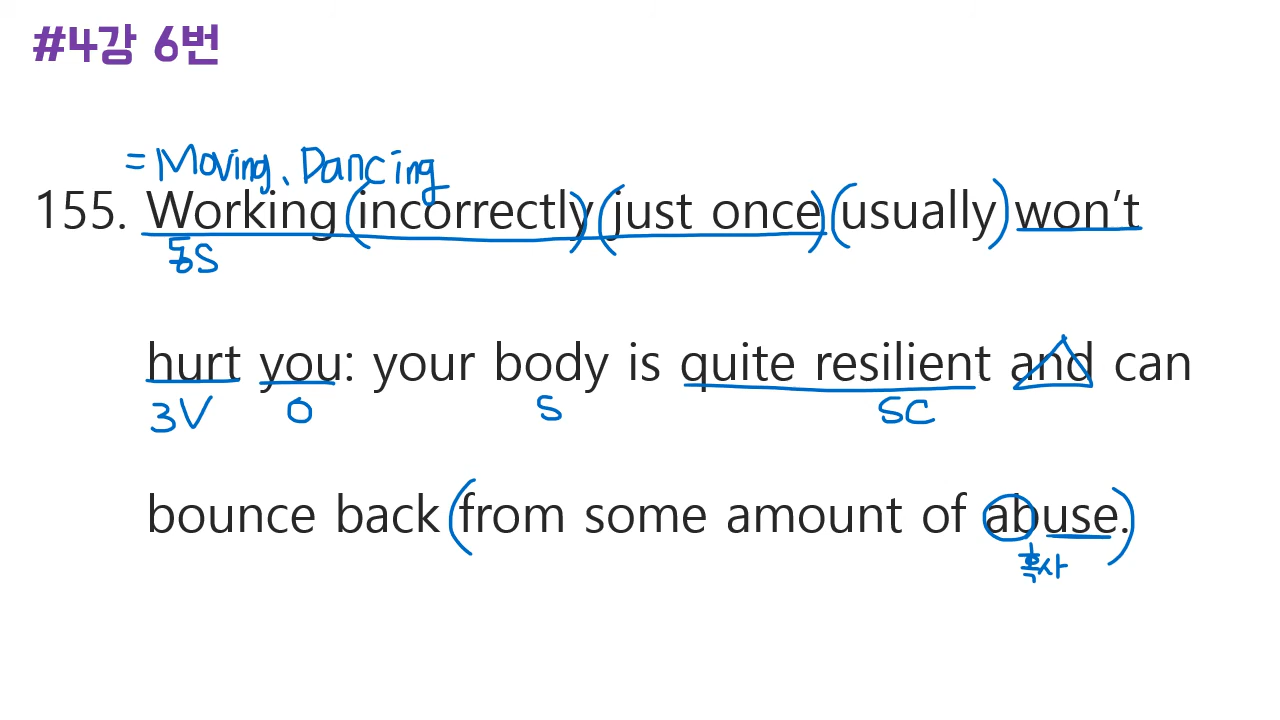 #4강 6번
= Moving, Dancing
155. Working (incorrectly) (just once) (usually) won't
동S
hurt you: your body is quite resilient and can
3V O S SC
bounce back (from some amount of abuse.)
혹사